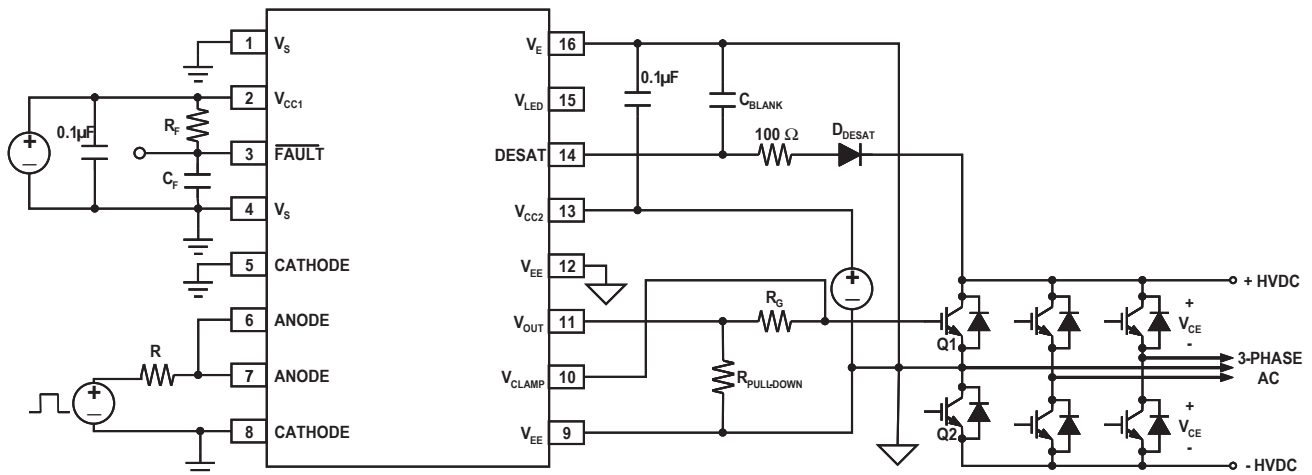 1 V_S
2 V_CC1
3 FAULT
4 V_S
5 CATHODE
6 ANODE
7 ANODE
8 CATHODE
V_E 16
V_LED 15
DESAT 14
V_CC2 13
V_EE 12
V_OUT 11
V_CLAMP 10
V_EE 9
0.1µF
R_F
C_F
+
–
R
+
–
0.1µF
C_BLANK
100 Ω
D_DESAT
+
–
R_G
R_PULL-DOWN
Q1
Q2
+ HVDC
+
V_CE
-
3-PHASE
AC
+
V_CE
-
- HVDC